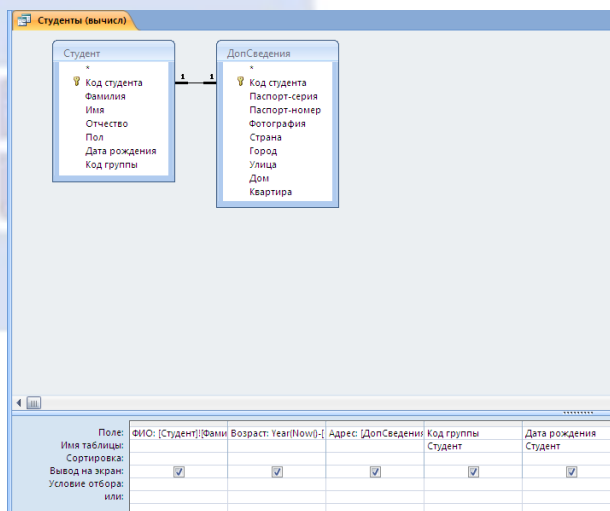 Студенты (вычисл)
Студент
*
Код студента
Фамилия
Имя
Отчество
Пол
Дата рождения
Код группы
1 1
ДопСведения
*
Код студента
Паспорт-серия
Паспорт-номер
Фотография
Страна
Город
Улица
Дом
Квартира
Поле: ФИО: [Студент]![Фами Возраст: Year(Now()-[ Адрес: [ДопСведения Код группы Дата рождения
Имя таблицы: Студент Студент
Сортировка:
Вывод на экран:
Условие отбора:
или: